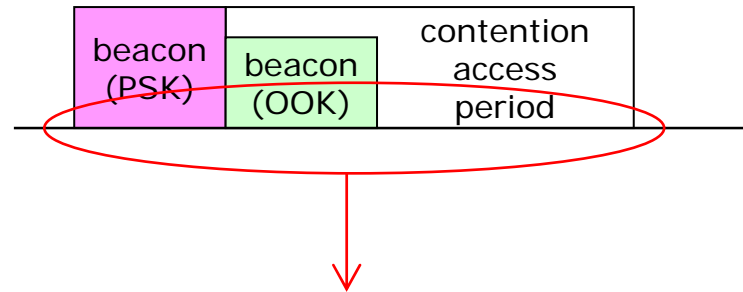 beacon
(PSK)
beacon
(OOK)
contention
access
period